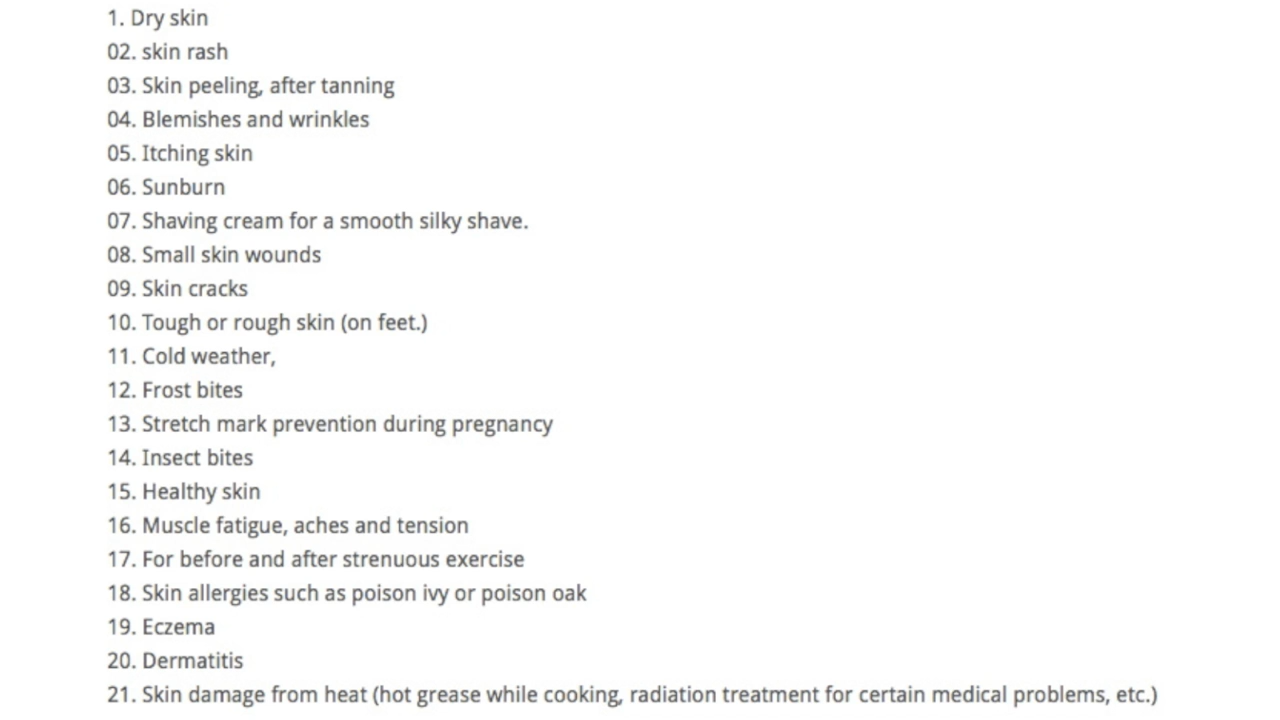 1. Dry skin
02. skin rash
03. Skin peeling, after tanning
04. Blemishes and wrinkles
05. Itching skin
06. Sunburn
07. Shaving cream for a smooth silky shave.
08. Small skin wounds
09. Skin cracks
10. Tough or rough skin (on feet.)
11. Cold weather,
12. Frost bites
13. Stretch mark prevention during pregnancy
14. Insect bites
15. Healthy skin
16. Muscle fatigue, aches and tension
17. For before and after strenuous exercise
18. Skin allergies such as poison ivy or poison oak
19. Eczema
20. Dermatitis
21. Skin damage from heat (hot grease while cooking, radiation treatment for certain medical problems, etc.)